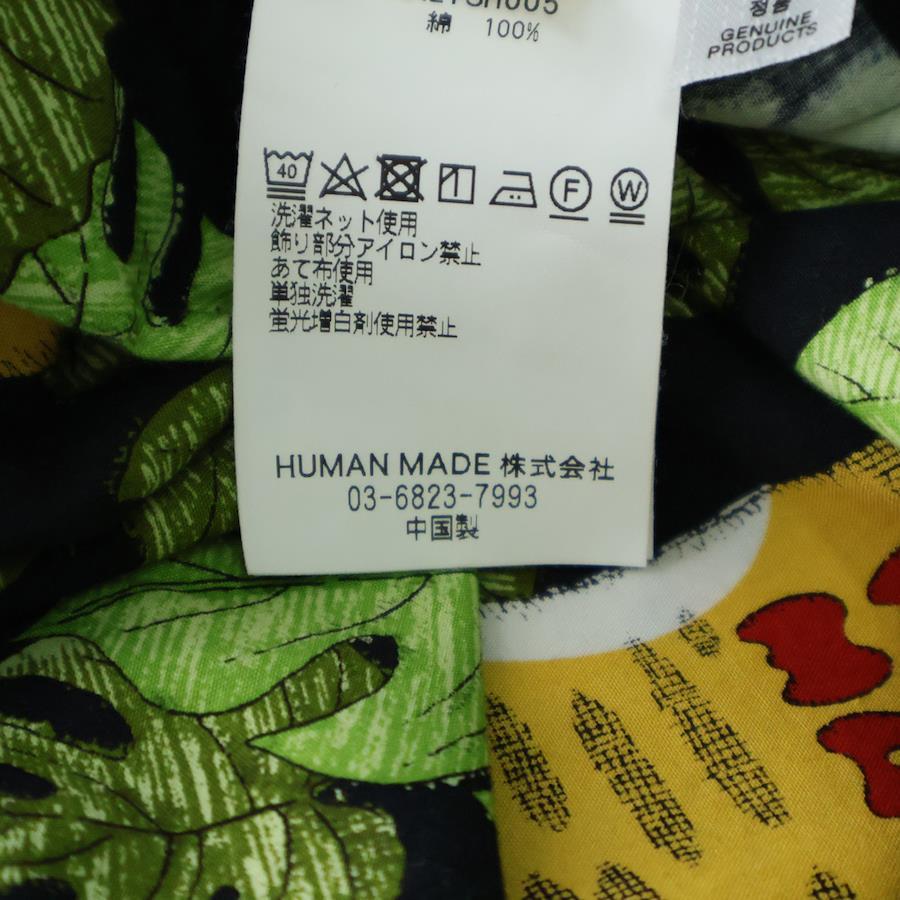 綿 100%
40
F
W
洗濯ネット使用
飾り部分アイロン禁止
あて布使用
単独洗濯
蛍光増白剤使用禁止
HUMAN MADE 株式会社
03-6823-7993
中国製
정품
GENUINE
PRODUCTS